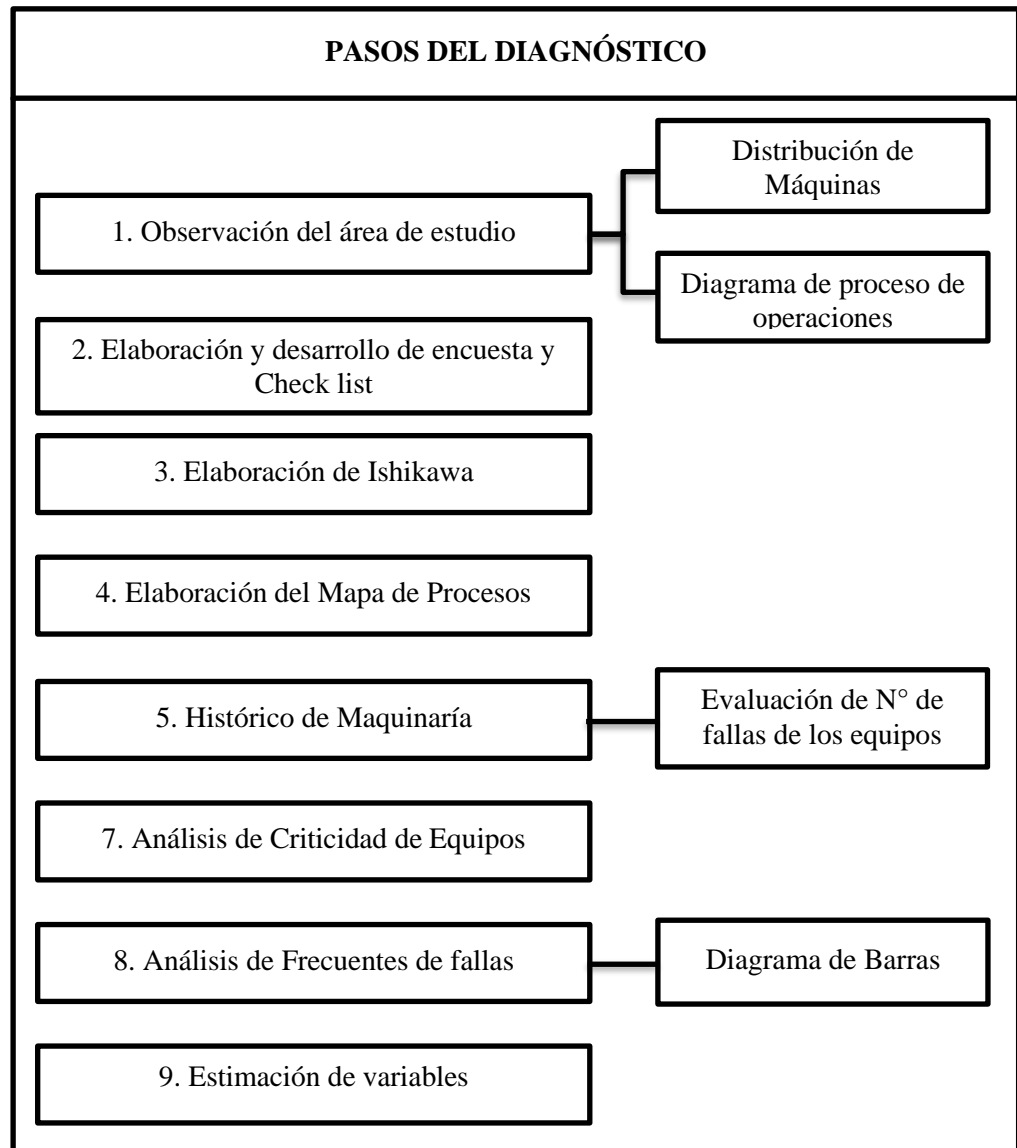 PASOS DEL DIAGNÓSTICO
Distribución de
Máquinas
1. Observación del área de estudio
Diagrama de proceso de
operaciones
2. Elaboración y desarrollo de encuesta y
Check list
3. Elaboración de Ishikawa
4. Elaboración del Mapa de Procesos
5. Histórico de Maquinaría
Evaluación de N° de
fallas de los equipos
7. Análisis de Criticidad de Equipos
8. Análisis de Frecuentes de fallas
Diagrama de Barras
9. Estimación de variables